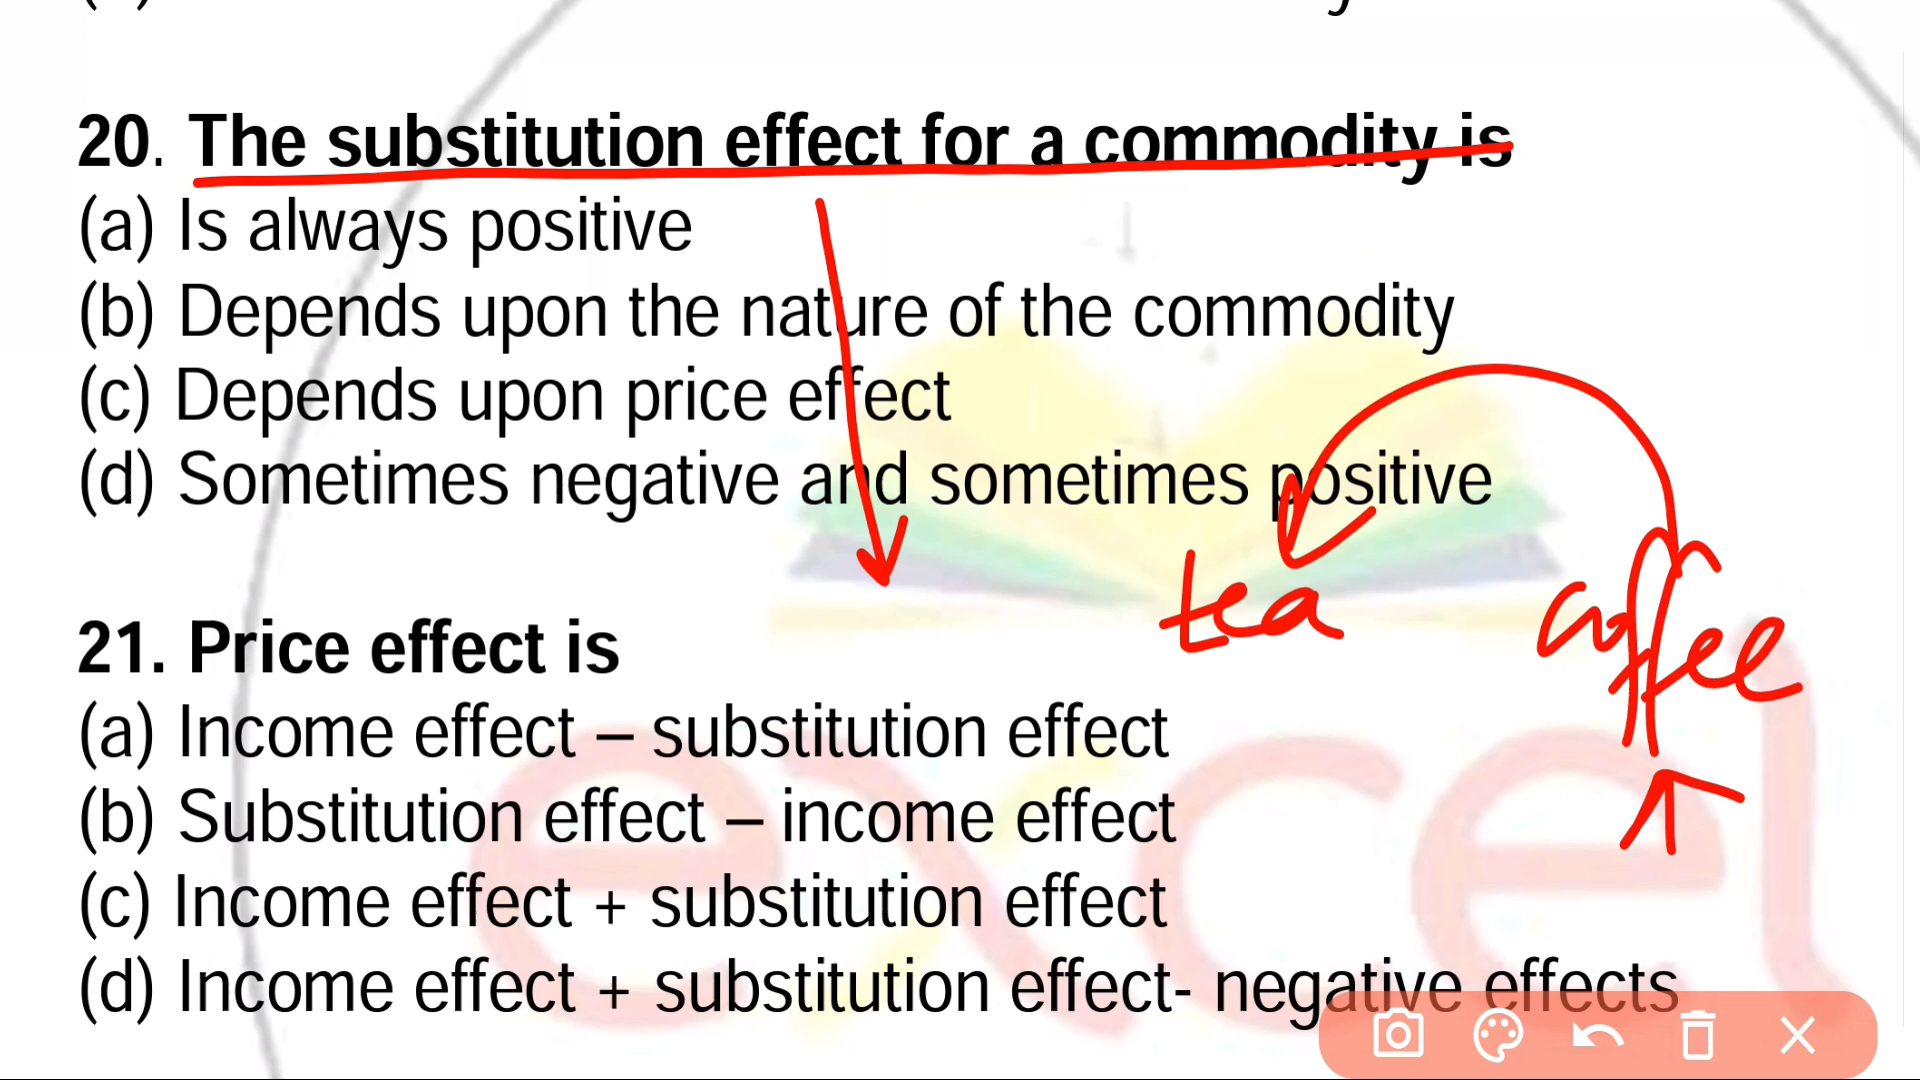 20. The substitution effect for a commodity is
(a) Is always positive
(b) Depends upon the nature of the commodity
(c) Depends upon price effect
(d) Sometimes negative and sometimes positive
tea coffee
21. Price effect is
(a) Income effect – substitution effect
(b) Substitution effect – income effect
(c) Income effect + substitution effect
(d) Income effect + substitution effect- negative effects
excel